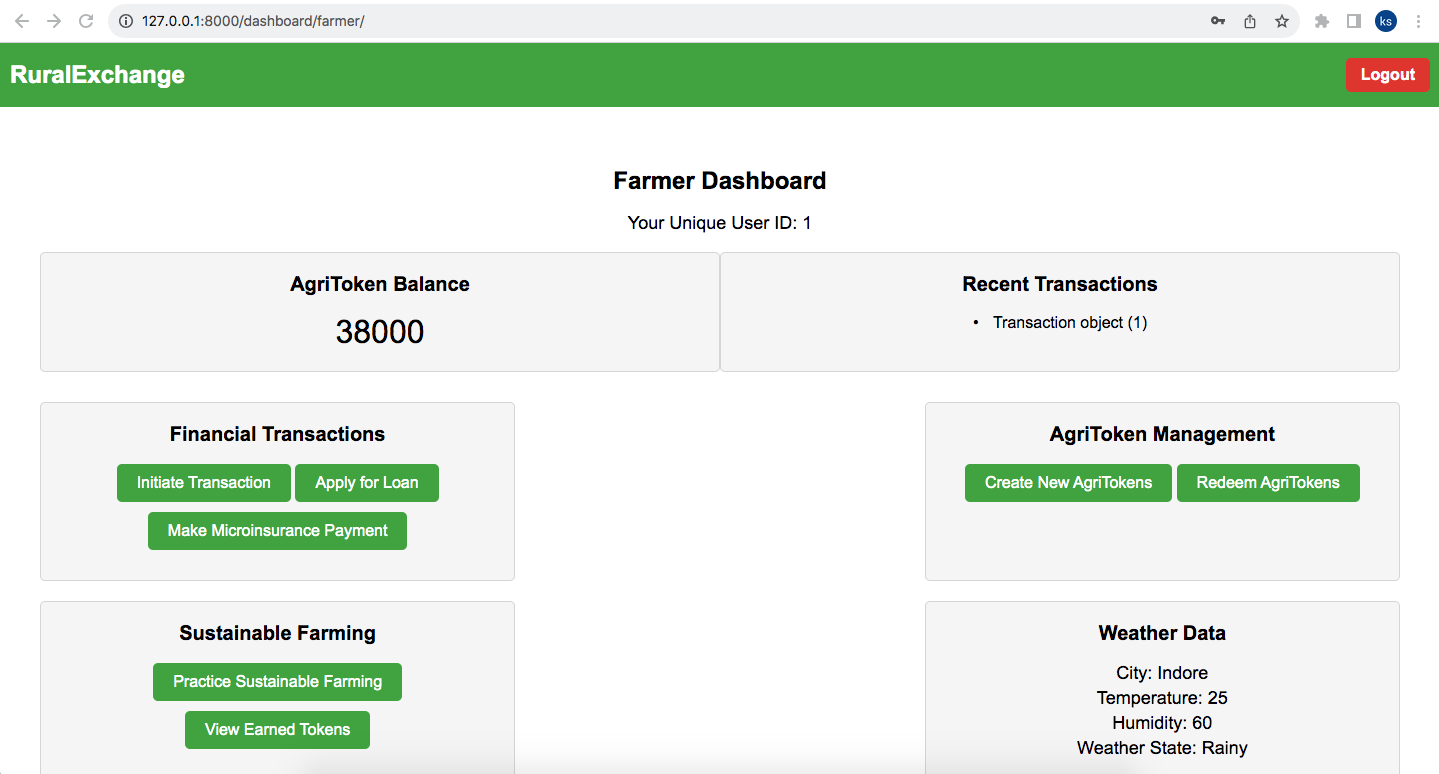 127.0.0.1:8000/dashboard/farmer/
ks
RuralExchange
Logout
Farmer Dashboard
Your Unique User ID: 1
AgriToken Balance
38000
Recent Transactions
• Transaction object (1)
Financial Transactions
Initiate Transaction
Apply for Loan
Make Microinsurance Payment
AgriToken Management
Create New AgriTokens
Redeem AgriTokens
Sustainable Farming
Practice Sustainable Farming
View Earned Tokens
Weather Data
City: Indore
Temperature: 25
Humidity: 60
Weather State: Rainy